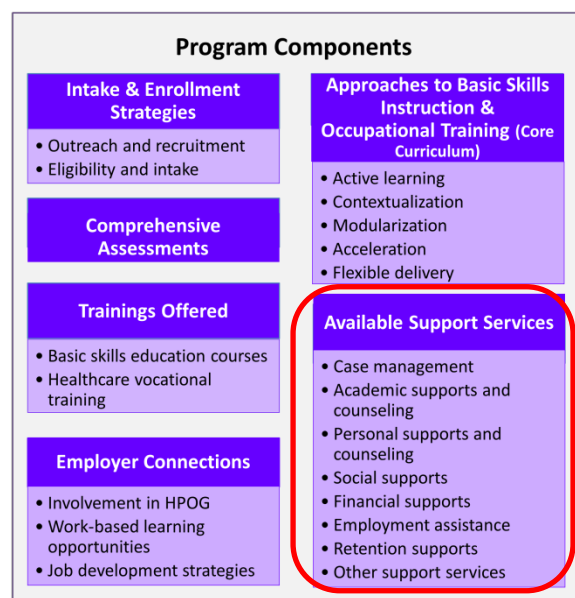 Program Components
Intake & Enrollment
Strategies
• Outreach and recruitment
• Eligibility and intake
Comprehensive
Assessments
Trainings Offered
• Basic skills education courses
• Healthcare vocational
training
Employer Connections
• Involvement in HPOG
• Work-based learning
opportunities
• Job development strategies
Approaches to Basic Skills
Instruction &
Occupational Training (Core
Curriculum)
• Active learning
• Contextualization
• Modularization
• Acceleration
• Flexible delivery
Available Support Services
• Case management
• Academic supports and
counseling
• Personal supports and
counseling
• Social supports
• Financial supports
• Employment assistance
• Retention supports
• Other support services